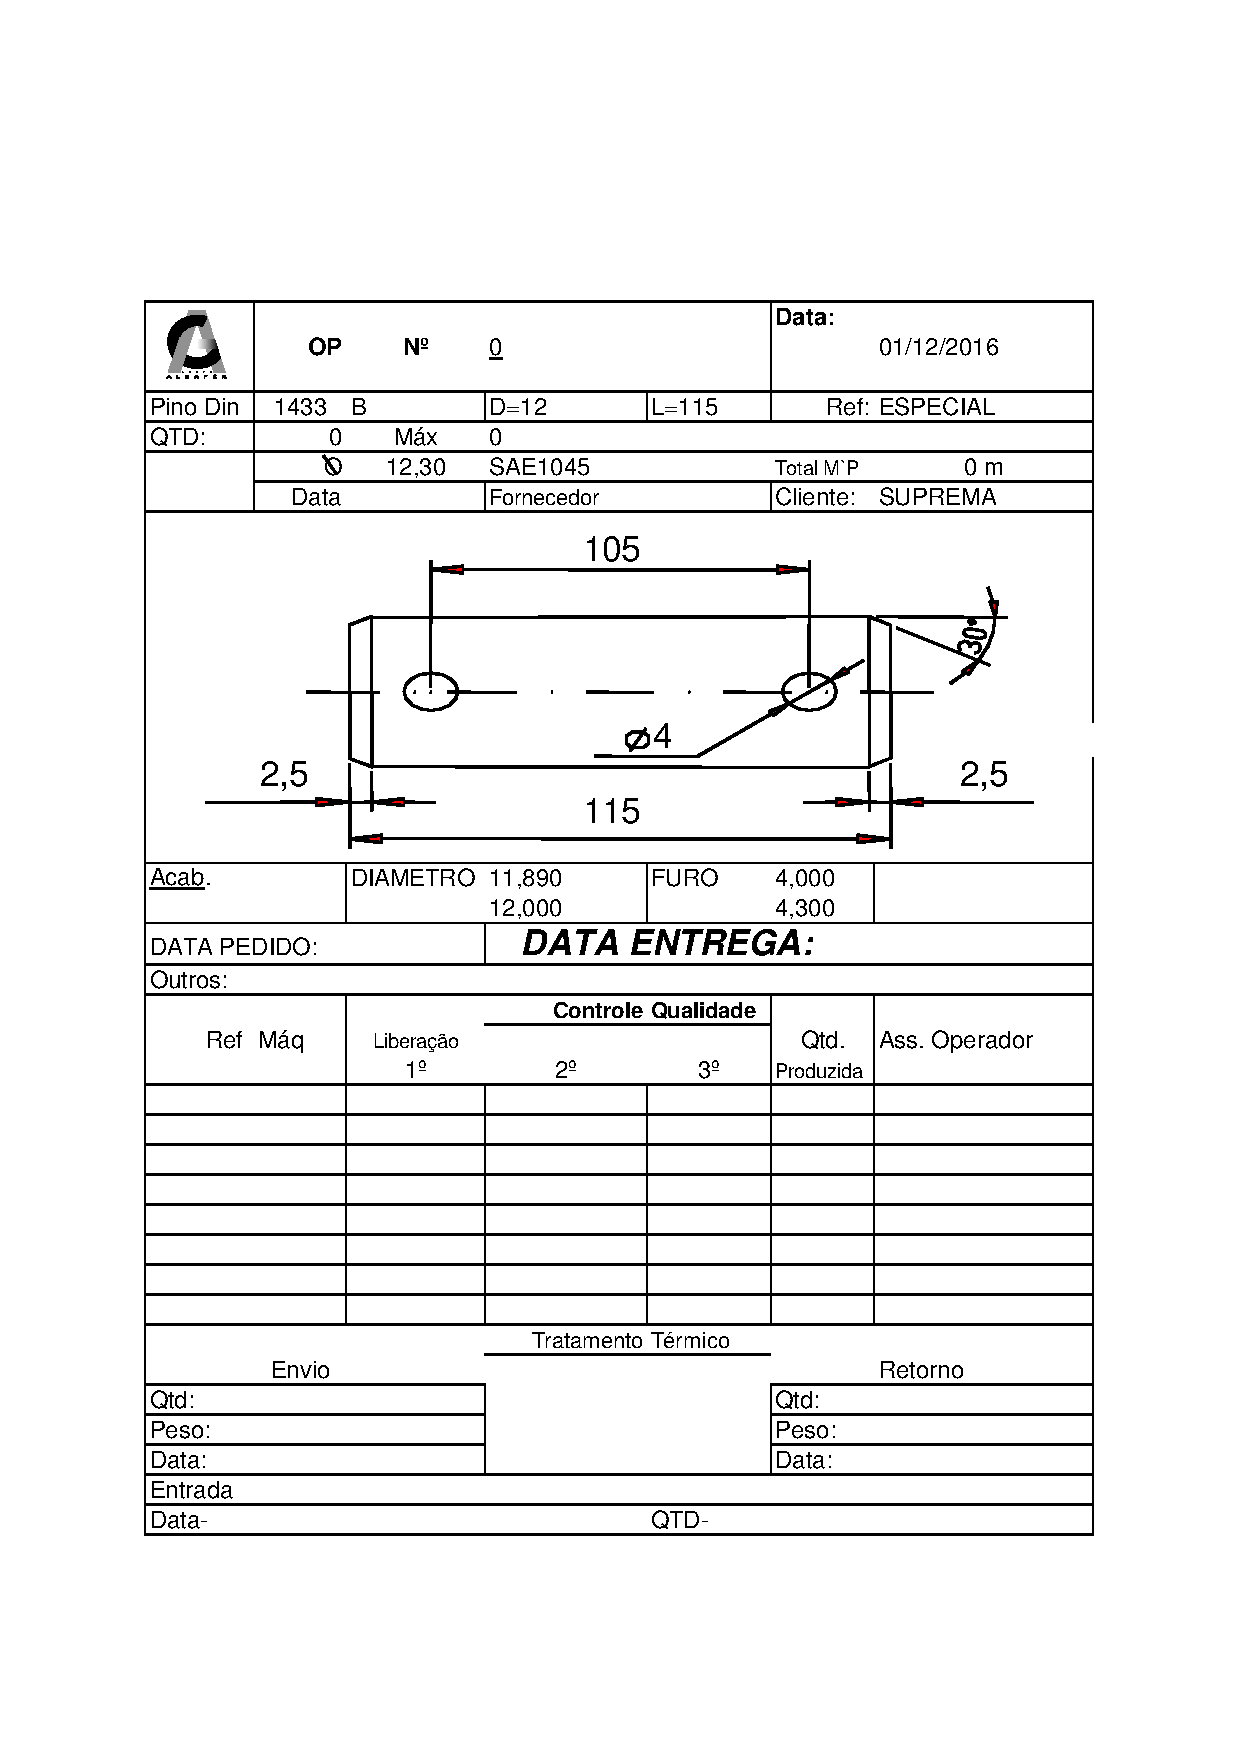 Data:
OP Nº 0 01/12/2016
Pino Din 1433 B D=12 L=115 Ref: ESPECIAL
QTD: 0 Máx 0
Ø 12,30 SAE1045 Total M`P 0 m
Data Fornecedor Cliente: SUPREMA
105
30°
ø4
2,5 2,5
115
Acab. DIAMETRO 11,890 FURO 4,000
12,000 4,300
DATA PEDIDO: DATA ENTREGA:
Outros:
Controle Qualidade
Ref Máq Liberação Qtd. Ass. Operador
1º 2º 3º Produzida
Tratamento Térmico
Envio Retorno
Qtd: Qtd:
Peso: Peso:
Data: Data:
Entrada
Data- QTD-